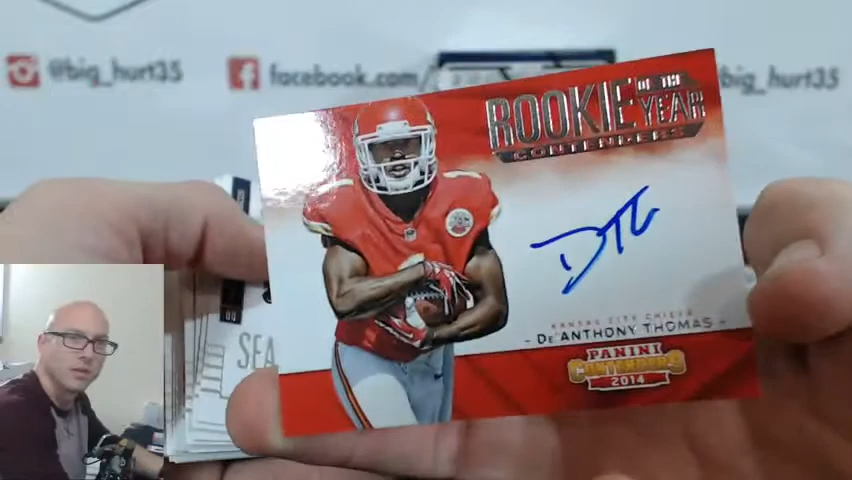 @big_hurt35
facebook.com/
big_hurt35
ROOKIE OF THE YEAR
CONTENDERS
KANSAS CITY CHIEFS
- DE'ANTHONY THOMAS -
PANINI
CONTENDERS
2014
SEA